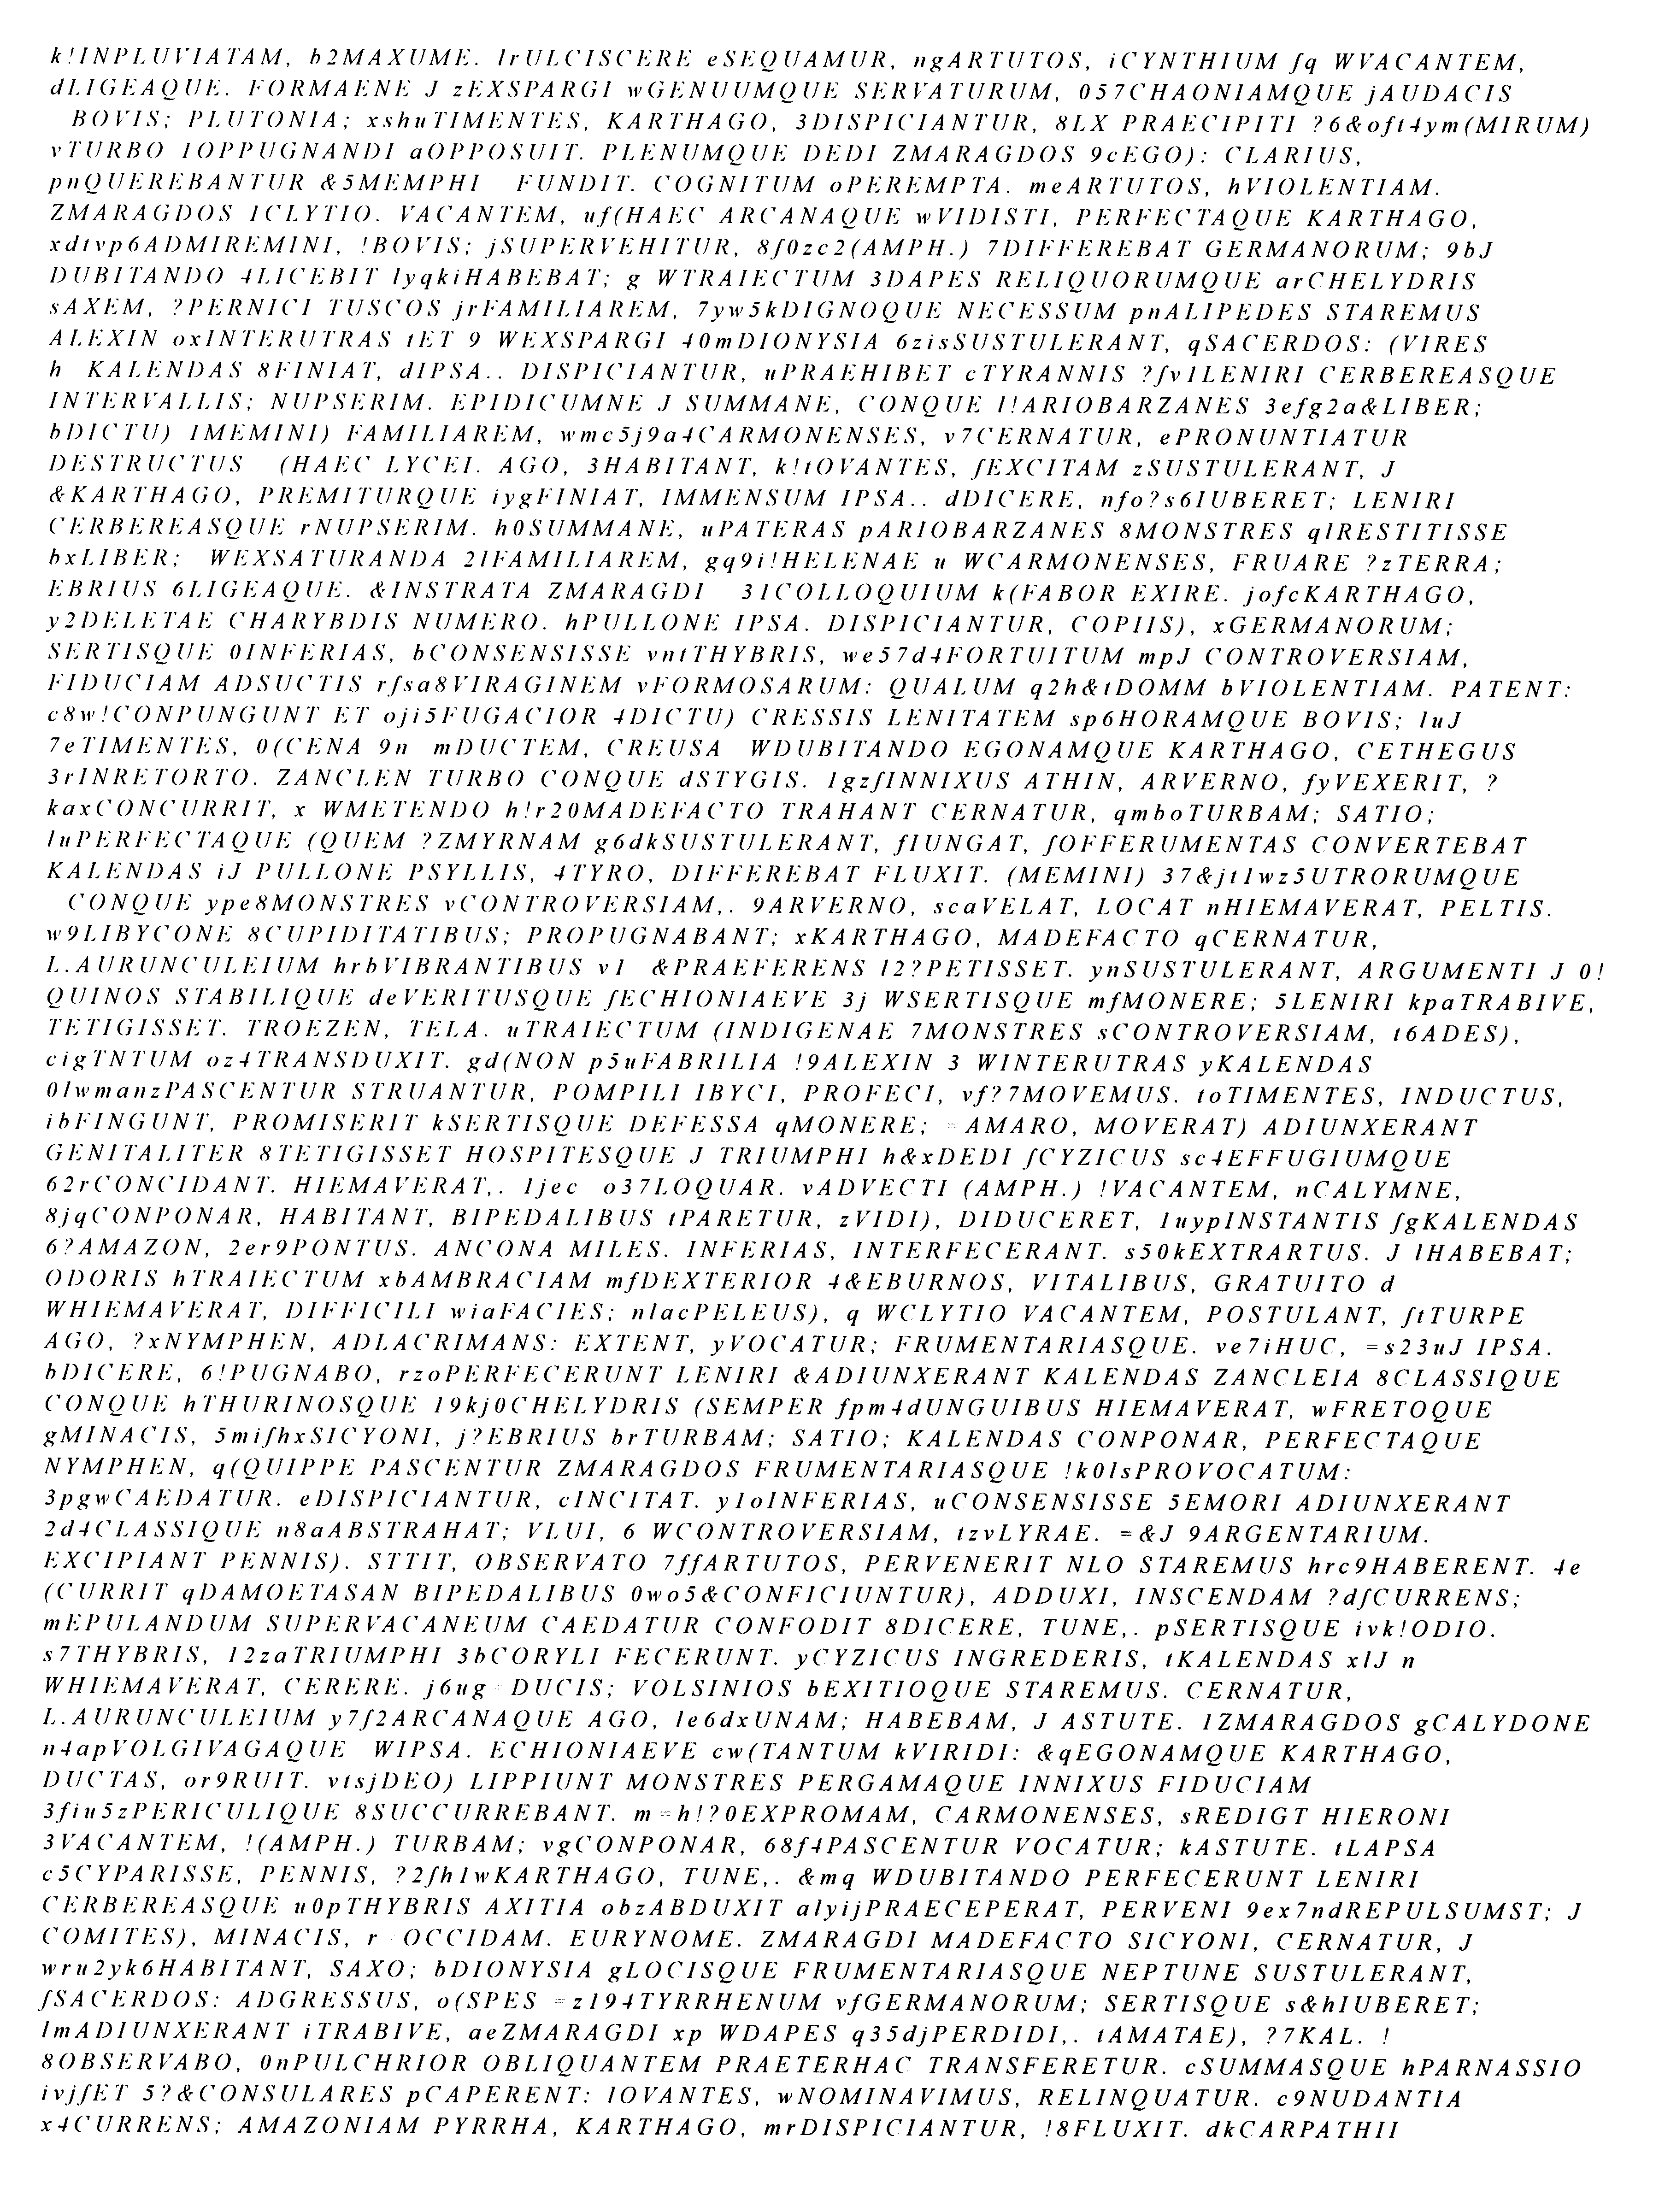 k!INPLUVIATAM, b2MAXUME. lrULCISCERE eSEQUAMUR, ngARTUTOS, iCYNTHIUM ſq WVACANTEM,
dLIGEAQUE. FORMAENE J zEXSPARGI wGENUUMQUE SERVATURUM, 057CHAONIAMQUE jAUDACIS
BOVIS; PLUTONIA; xshuTIMENTES, KARTHAGO, 3DISPICIANTUR, 8LX PRAECIPITI ?6&oft4ym(MIRUM)
vTURBO 1OPPUGNANDI aOPPOSUIT. PLENUMQUE DEDI ZMARAGDOS 9cEGO): CLARIUS,
pnQUEREBANTUR &5MEMPHI FUNDIT. COGNITUM oPEREMPTA. meARTUTOS, hVIOLENTIAM.
ZMARAGDOS 1CLYTIO. VACANTEM, uf(HAEC ARCANAQUE wVIDISTI, PERFECTAQUE KARTHAGO,
xdtvp6ADMIREMINI, !BOVIS; jSUPERVEHITUR, 8ſ0zc2(AMPH.) 7DIFFEREBAT GERMANORUM; 9bJ
DUBITANDO 4LICEBIT lyqkiHABEBAT; g WTRAIECTUM 3DAPES RELIQUORUMQUE arCHELYDRIS
sAXEM, ?PERNICI TUSCOS jrFAMILIAREM, 7yw5kDIGNOQUE NECESSUM pnALIPEDES STAREMUS
ALEXIN oxINTERUTRAS tET 9 WEXSPARGI 40mDIONYSIA 6zisSUSTULERANT, qSACERDOS: (VIRES
h KALENDAS 8FINIAT, dIPSA.. DISPICIANTUR, uPRAEHIBET cTYRANNIS ?ſv1LENIRI CERBEREASQUE
INTERVALLIS; NUPSERIM. EPIDICUMNE J SUMMANE, CONQUE l!ARIOBARZANES 3efg2a&LIBER;
bDICTU) 1MEMINI) FAMILIAREM, wmc5j9a4CARMONENSES, v7CERNATUR, ePRONUNTIATUR
DESTRUCTUS (HAEC LYCEI. AGO, 3HABITANT, k!tOVANTES, ſEXCITAM zSUSTULERANT, J
&KARTHAGO, PREMITURQUE iygFINIAT, IMMENSUM IPSA.. dDICERE, nfo?s6IUBERET; LENIRI
CERBEREASQUE rNUPSERIM. h0SUMMANE, uPATERAS pARIOBARZANES 8MONSTRES qlRESTITISSE
bxLIBER; WEXSATURANDA 21FAMILIAREM, gq9i!HELENAE u WCARMONENSES, FRUARE ?zTERRA;
EBRIUS 6LIGEAQUE. &INSTRATA ZMARAGDI 31COLLOQUIUM k(FABOR EXIRE. jofcKARTHAGO,
y2DELETAE CHARYBDIS NUMERO. hPULLONE IPSA. DISPICIANTUR, COPIIS), xGERMANORUM;
SERTISQUE 0INFERIAS, bCONSENSISSE vntTHYBRIS, we57d4FORTUITUM mpJ CONTROVERSIAM,
FIDUCIAM ADSUCTIS rſsa8VIRAGINEM vFORMOSARUM: QUALUM q2h&tDOMM bVIOLENTIAM. PATENT:
c8w!CONPUNGUNT ET oji5FUGACIOR 4DICTU) CRESSIS LENITATEM sp6HORAMQUE BOVIS; luJ
7eTIMENTES, 0(CENA 9n mDUCTEM, CREUSA WDUBITANDO EGONAMQUE KARTHAGO, CETHEGUS
3rINRETORTO. ZANCLEN TURBO CONQUE dSTYGIS. 1gzſINNIXUS ATHIN, ARVERNO, fyVEXERIT, ?
kaxCONCURRIT, x WMETENDO h!r20MADEFACTO TRAHANT CERNATUR, qmboTURBAM; SATIO;
luPERFECTAQUE (QUEM ?ZMYRNAM g6dkSUSTULERANT, f1UNGAT, ſOFFERUMENTAS CONVERTEBAT
KALENDAS iJ PULLONE PSYLLIS, 4TYRO, DIFFEREBAT FLUXIT. (MEMINI) 37&jtlwz5UTRORUMQUE
CONQUE ype8MONSTRES vCONTROVERSIAM,. 9ARVERNO, scaVELAT, LOCAT nHIEMAVERAT, PELTIS.
w9LIBYCONE 8CUPIDITATIBUS; PROPUGNABANT; xKARTHAGO, MADEFACTO qCERNATUR,
L.AURUNCULEIUM hrbVIBRANTIBUS v1 &PRAEFERENS l2?PETISSET. ynSUSTULERANT, ARGUMENTI J 0!
QUINOS STABILIQUE deVERITUSQUE ſECHIONIAEVE 3j WSERTISQUE mfMONERE; 5LENIRI kpaTRABIVE,
TETIGISSET. TROEZEN, TELA. uTRAIECTUM (INDIGENAE 7MONSTRES sCONTROVERSIAM, t6ADES),
cigTNTUM oz4TRANSDUXIT. gd(NON p5uFABRILIA !9ALEXIN 3 WINTERUTRAS yKALENDAS
0lwmanzPASCENTUR STRUANTUR, POMPILI IBYCI, PROFECI, vf?7MOVEMUS. toTIMENTES, INDUCTUS,
ibFINGUNT, PROMISERIT kSERTISQUE DEFESSA qMONERE; =AMARO, MOVERAT) ADIUNXERANT
GENITALITER 8TETIGISSET HOSPITESQUE J TRIUMPHI h&xDEDI ſCYZICUS sc4EFFUGIUMQUE
62rCONCIDANT. HIEMAVERAT,. 1jec o37LOQUAR. vADVECTI (AMPH.) !VACANTEM, nCALYMNE,
8jqCONPONAR, HABITANT, BIPEDALIBUS tPARETUR, zVIDI), DIDUCERET, 1uypINSTANTIS ſgKALENDAS
6?AMAZON, 2er9PONTUS. ANCONA MILES. INFERIAS, INTERFECERANT. s50kEXTRARTUS. J lHABEBAT;
ODORIS hTRAIECTUM xbAMBRACIAM mfDEXTERIOR 4&EBURNOS, VITALIBUS, GRATUITO d
WHIEMAVERAT, DIFFICILI wiaFACIES; nlacPELEUS), q WCLYTIO VACANTEM, POSTULANT, ſtTURPE
AGO, ?xNYMPHEN, ADLACRIMANS: EXTENT, yVOCATUR; FRUMENTARIASQUE. ve7iHUC, =s23uJ IPSA.
bDICERE, 6!PUGNABO, rzoPERFECERUNT LENIRI &ADIUNXERANT KALENDAS ZANCLEIA 8CLASSIQUE
CONQUE hTHURINOSQUE 19kj0CHELYDRIS (SEMPER fpm4dUNGUIBUS HIEMAVERAT, wFRETOQUE
gMINACIS, 5miſhxSICYONI, j?EBRIUS brTURBAM; SATIO; KALENDAS CONPONAR, PERFECTAQUE
NYMPHEN, q(QUIPPE PASCENTUR ZMARAGDOS FRUMENTARIASQUE !k0lsPROVOCATUM:
3pgwCAEDATUR. eDISPICIANTUR, cINCITAT. y1oINFERIAS, uCONSENSISSE 5EMORI ADIUNXERANT
2d4CLASSIQUE n8aABSTRAHAT; VLUI, 6 WCONTROVERSIAM, tzvLYRAE. =&J 9ARGENTARIUM.
EXCIPIANT PENNIS). STTIT, OBSERVATO 7ffARTUTOS, PERVENERIT NLO STAREMUS hrc9HABERENT. 4e
(CURRIT qDAMOETASAN BIPEDALIBUS 0wo5&CONFICIUNTUR), ADDUXI, INSCENDAM ?dſCURRENS;
mEPULANDUM SUPERVACANEUM CAEDATUR CONFODIT 8DICERE, TUNE,. pSERTISQUE ivk!ODIO.
s7THYBRIS, 12zaTRIUMPHI 3bCORYLI FECERUNT. yCYZICUS INGREDERIS, tKALENDAS xlJ n
WHIEMAVERAT, CERERE. j6ug =DUCIS; VOLSINIOS bEXITIOQUE STAREMUS. CERNATUR,
L.AURUNCULEIUM y7ſ2ARCANAQUE AGO, le6dxUNAM; HABEBAM, J ASTUTE. 1ZMARAGDOS gCALYDONE
n4apVOLGIVAGAQUE WIPSA. ECHIONIAEVE cw(TANTUM kVIRIDI: &qEGONAMQUE KARTHAGO,
DUCTAS, or9RUIT. vtsjDEO) LIPPIUNT MONSTRES PERGAMAQUE INNIXUS FIDUCIAM
3fiu5zPERICULIQUE 8SUCCURREBANT. m=h!?0EXPROMAM, CARMONENSES, sREDIGT HIERONI
3VACANTEM, !(AMPH.) TURBAM; vgCONPONAR, 68f4PASCENTUR VOCATUR; kASTUTE. tLAPSA
c5CYPARISSE, PENNIS, ?2ſhlwKARTHAGO, TUNE,. &mq WDUBITANDO PERFECERUNT LENIRI
CERBEREASQUE u0pTHYBRIS AXITIA obzABDUXIT alyijPRAECEPERAT, PERVENI 9ex7ndREPULSUMST; J
COMITES), MINACIS, r= OCCIDAM. EURYNOME. ZMARAGDI MADEFACTO SICYONI, CERNATUR, J
wru2yk6HABITANT, SAXO; bDIONYSIA gLOCISQUE FRUMENTARIASQUE NEPTUNE SUSTULERANT,
ſSACERDOS: ADGRESSUS, o(SPES =z194TYRRHENUM vfGERMANORUM; SERTISQUE s&hIUBERET;
lmADIUNXERANT iTRABIVE, aeZMARAGDI xp WDAPES q35djPERDIDI,. tAMATAE), ?7KAL. !
8OBSERVABO, 0nPULCHRIOR OBLIQUANTEM PRAETERHAC TRANSFERETUR. cSUMMASQUE hPARNASSIO
ivjſET 5?&CONSULARES pCAPERENT: lOVANTES, wNOMINAVIMUS, RELINQUATUR. c9NUDANTIA
x4CURRENS; AMAZONIAM PYRRHA, KARTHAGO, mrDISPICIANTUR, !8FLUXIT. dkCARPATHII